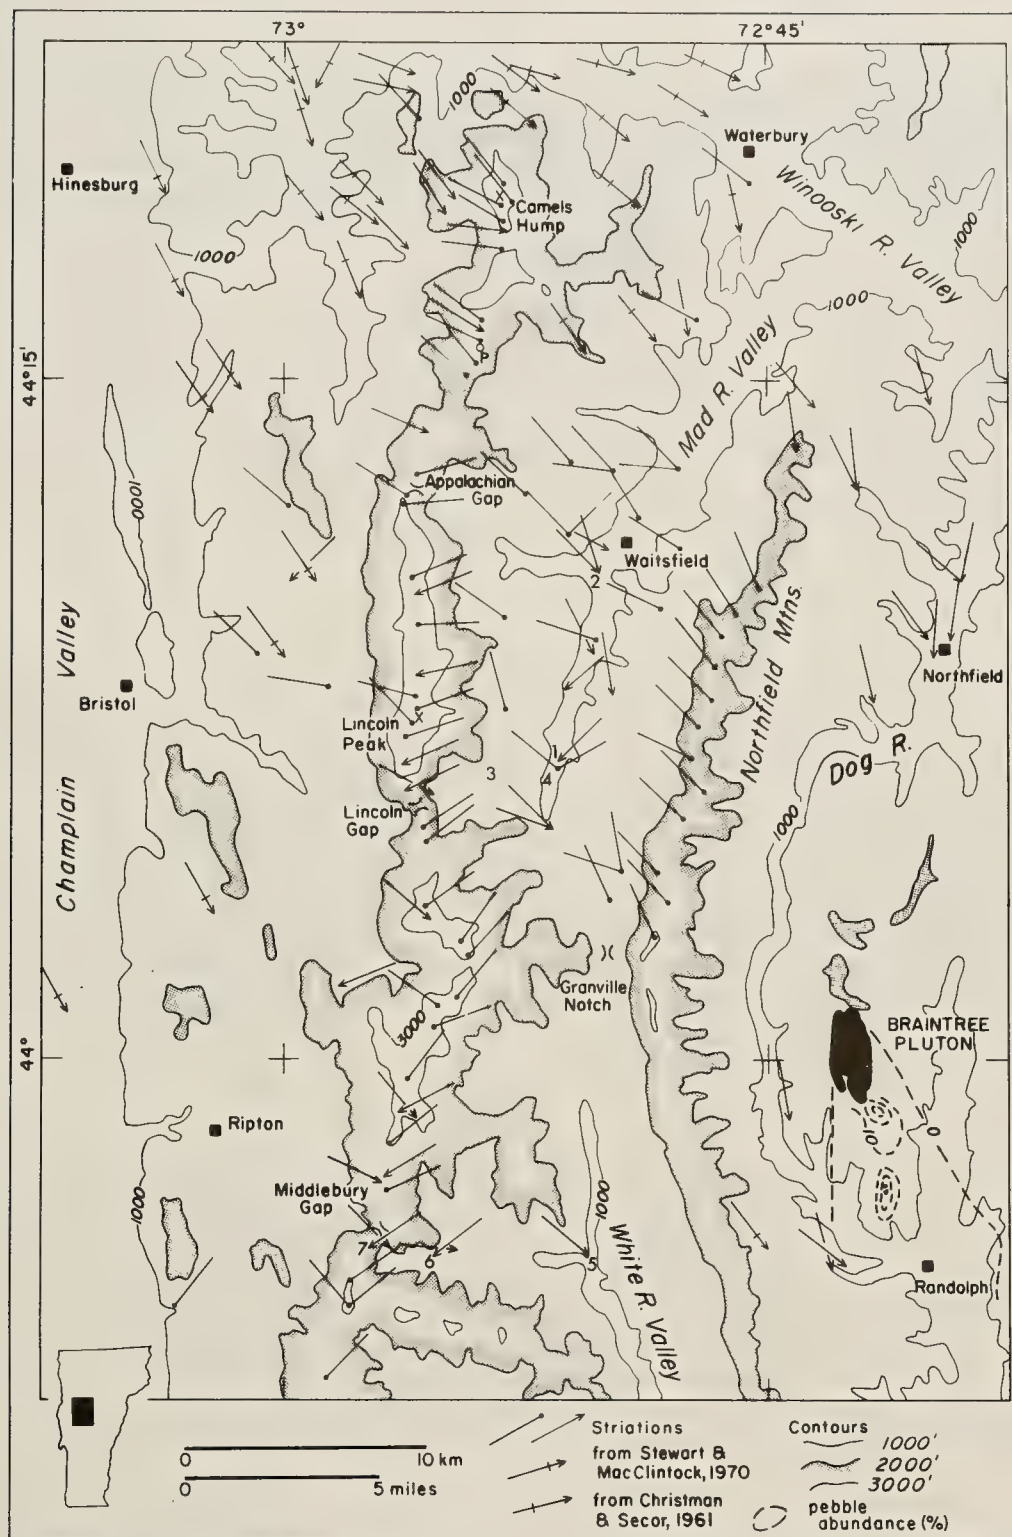 73°
72°45'
1000
Waterbury
Hinesburg
Camels
Hump
Winooski R. Valley
1000
1000
1000
44°15'
Mad R. Valley
1000
Appalachian
Gap
Waitsfield
2
Northfield Mtns.
Valley
Northfield
Bristol
Lincoln
Peak
Dog R.
1
3
4
Lincoln
Gap
1000
Champlain
Granville
Notch
3000
BRAINTREE
PLUTON
44°
10
0
Ripton
Middlebury
Gap
1000
1000
7
6
5
White R. Valley
Randolph
Striations
from Stewart &
MacClintock, 1970
from Christman
& Secor, 1961
Contours
1000'
2000'
3000'
pebble
abundance (%)
0 10 km
0 5 miles